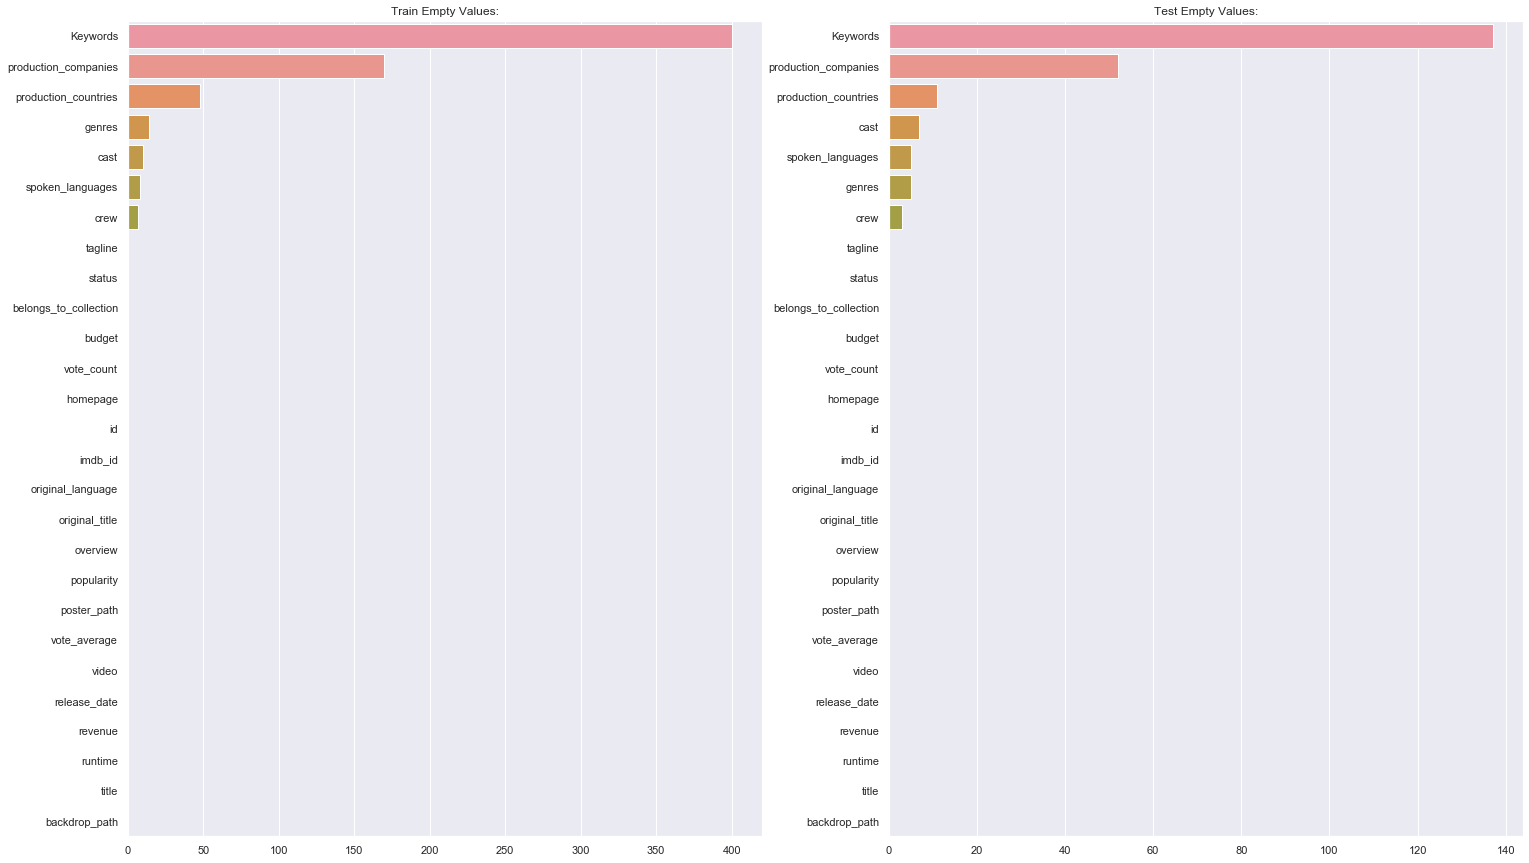 Train Empty Values:
Keywords
production_companies
production_countries
genres
cast
spoken_languages
crew
tagline
status
belongs_to_collection
budget
vote_count
homepage
id
imdb_id
original_language
original_title
overview
popularity
poster_path
vote_average
video
release_date
revenue
runtime
title
backdrop_path
0 50 100 150 200 250 300 350 400
Test Empty Values:
Keywords
production_companies
production_countries
cast
spoken_languages
genres
crew
tagline
status
belongs_to_collection
budget
vote_count
homepage
id
imdb_id
original_language
original_title
overview
popularity
poster_path
vote_average
video
release_date
revenue
runtime
title
backdrop_path
0 20 40 60 80 100 120 140